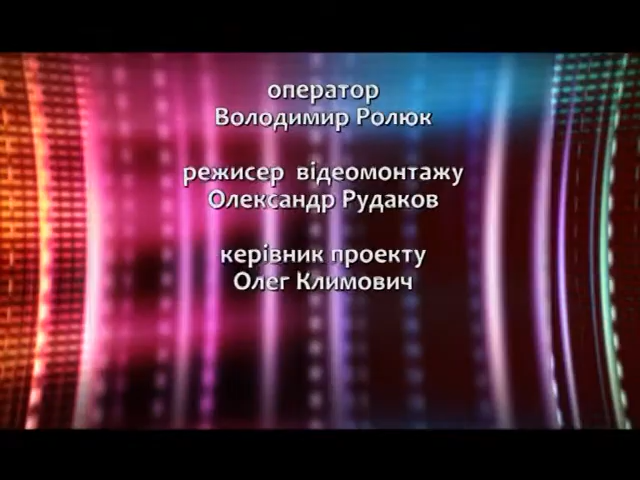 оператор
Володимир Ролюк
режисер відеомонтажу
Олександр Рудаков
керівник проекту
Олег Климович